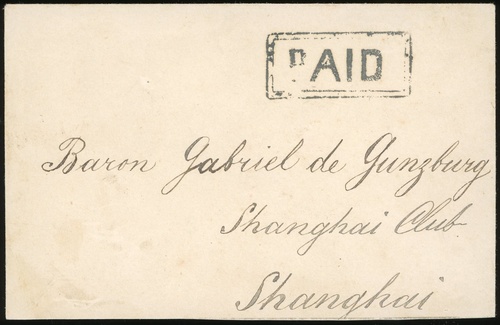 PAID
Baron Gabriel de Gunzburg
Shanghai Club
Shanghai